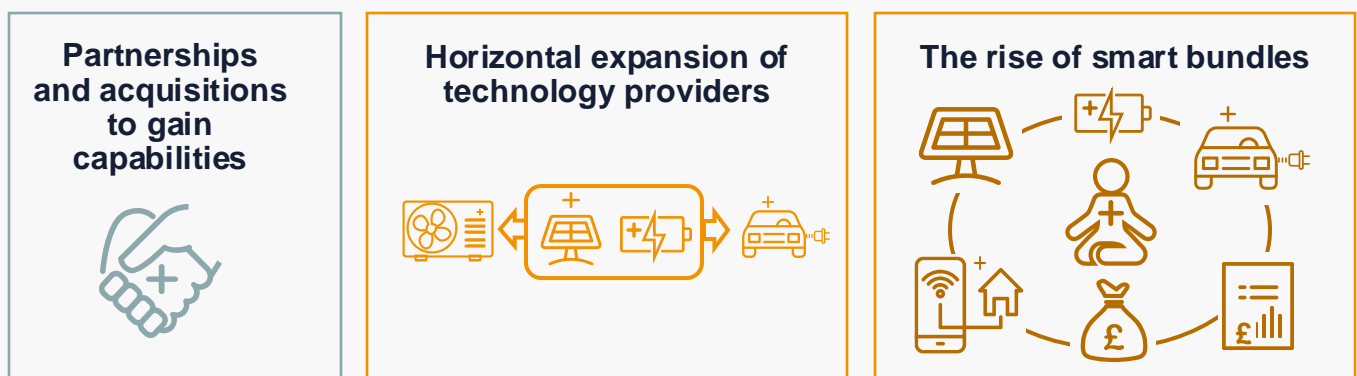 Partnerships
and acquisitions
to gain
capabilities
Horizontal expansion of
technology providers
The rise of smart bundles
£
£